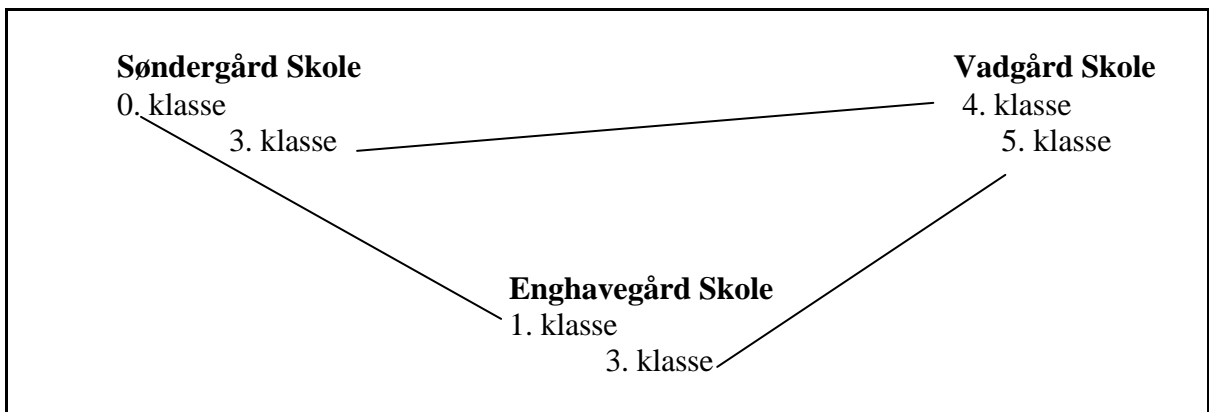 Søndergård Skole
0. klasse
3. klasse
Vadgård Skole
4. klasse
5. klasse
Enghavegård Skole
1. klasse
3. klasse